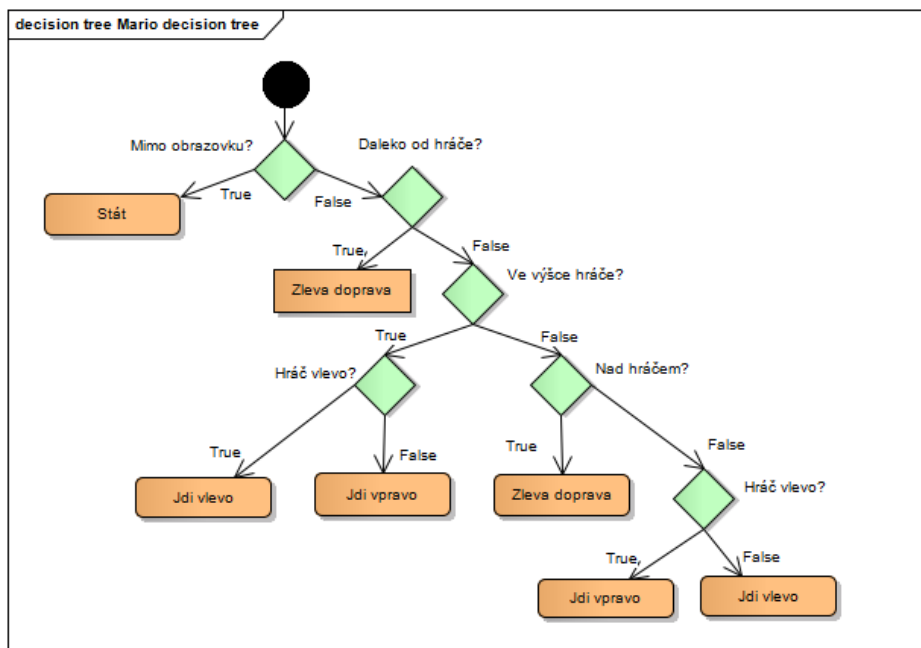 decision tree Mario decision tree
Mimo obrazovku?
Daleko od hráče?
True
False
Stát
True,
False
Zleva doprava
Ve výšce hráče?
True
False
Hráč vlevo?
Nad hráčem?
True
False
True
False
Jdi vlevo
Jdi vpravo
Zleva doprava
Hráč vlevo?
True,
False
Jdi vpravo
Jdi vlevo